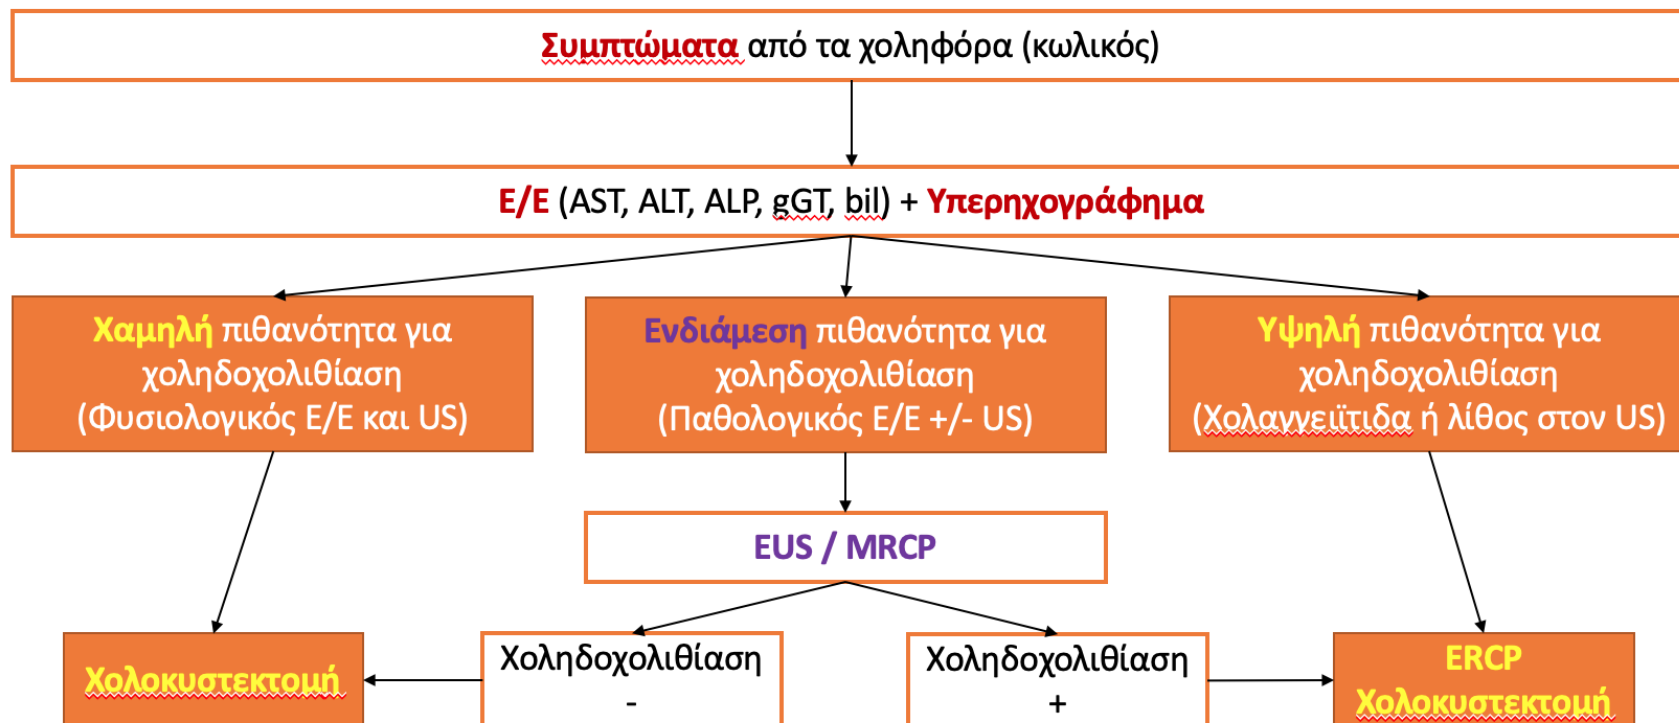 Συμπτώματα από τα χοληφόρα (κωλικός)
Ε/Ε (AST, ALT, ALP, gGT, bil) + Υπερηχογράφημα
Χαμηλή πιθανότητα για
χοληδοχολιθίαση
(Φυσιολογικός Ε/Ε και US)
Ενδιάμεση πιθανότητα για
χοληδοχολιθίαση
(Παθολογικός Ε/Ε +/- US)
Υψηλή πιθανότητα για
χοληδοχολιθίαση
(Χολαγγειϊτιδα ή λίθος στον US)
EUS / MRCP
Χολοκυστεκτομή
Χοληδοχολιθίαση
-
Χοληδοχολιθίαση
+
ERCP
Χολοκυστεκτομή